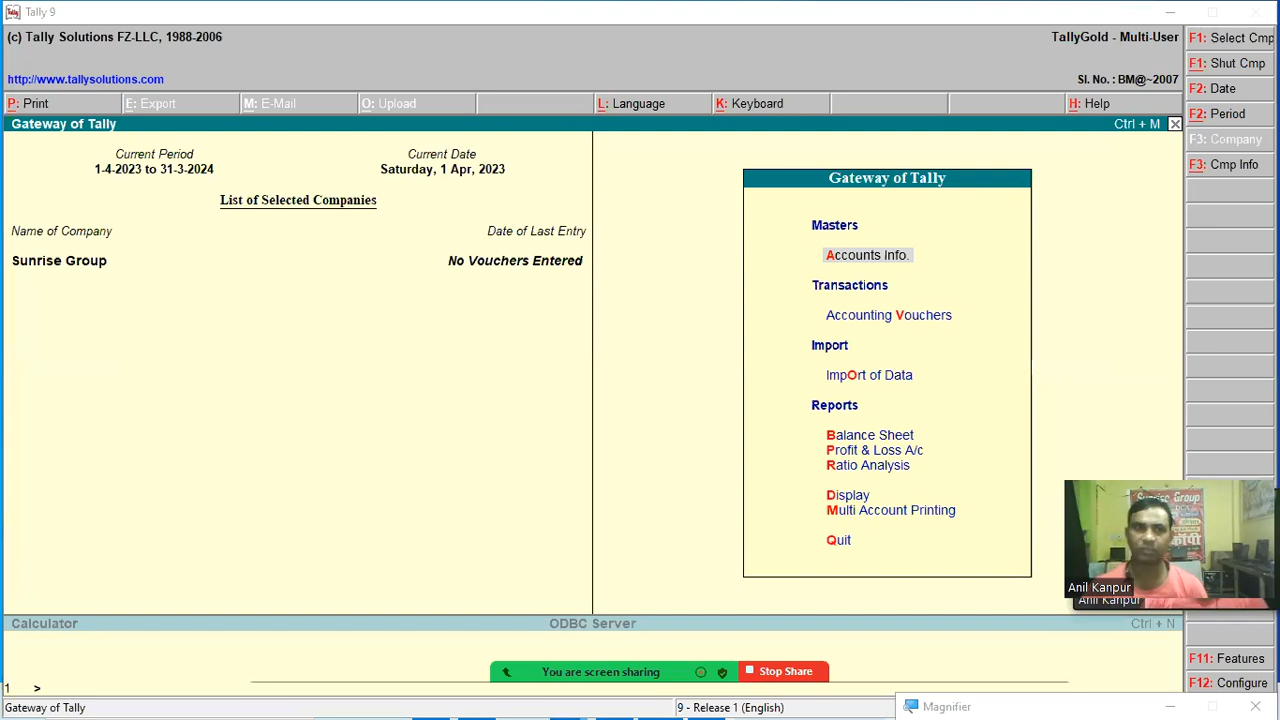 Tally 9
(c) Tally Solutions FZ-LLC, 1988-2006
TallyGold - Multi-User
http://www.tallysolutions.com
Sl. No. : BM@~2007
P: Print
E: Export
M: E-Mail
O: Upload
L: Language
K: Keyboard
H: Help
Gateway of Tally
Ctrl + M
Current Period
1-4-2023 to 31-3-2024
Current Date
Saturday, 1 Apr, 2023
List of Selected Companies
Name of Company
Date of Last Entry
Sunrise Group
No Vouchers Entered
Gateway of Tally
Masters
Accounts Info.
Transactions
Accounting Vouchers
Import
ImpOrt of Data
Reports
Balance Sheet
Profit & Loss A/c
Ratio Analysis
Display
Multi Account Printing
Quit
F1: Select Cmp
F1: Shut Cmp
F2: Date
F2: Period
F3: Company
F3: Cmp Info
Sunrise Group
Anil Kanpur
Anil Kanpur
F11: Features
F12: Configure
Calculator
ODBC Server
Ctrl + N
You are screen sharing
Stop Share
1 >
Gateway of Tally
9 - Release 1 (English)
Magnifier